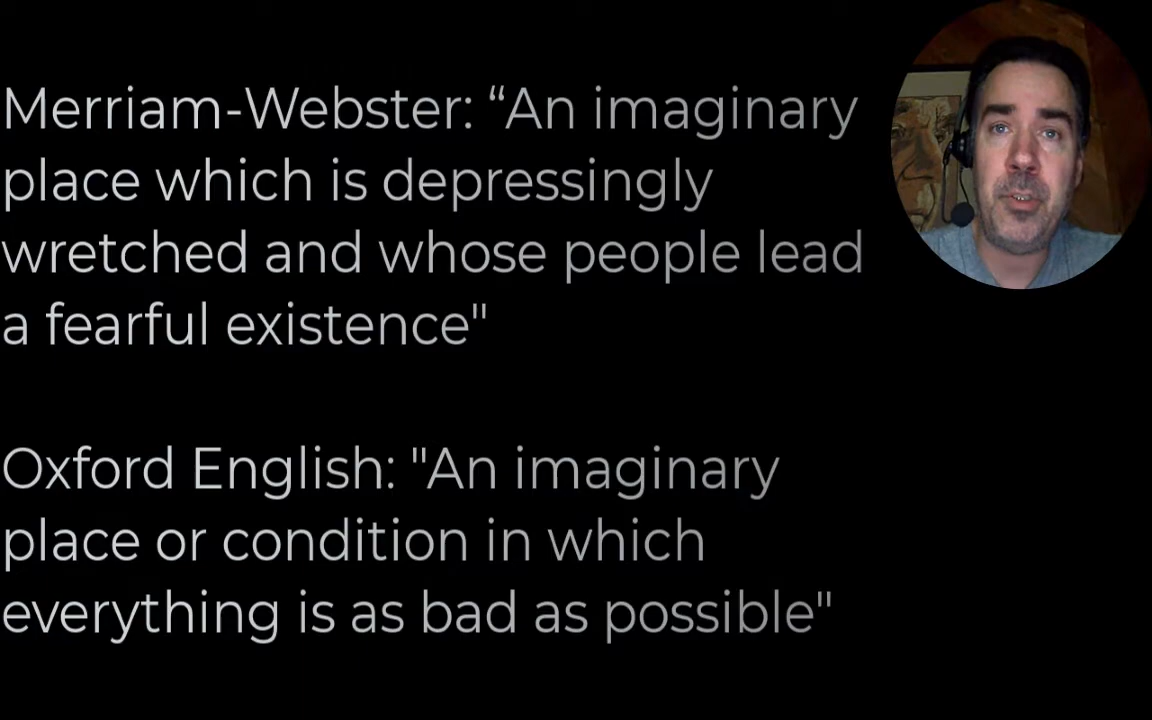 Merriam-Webster: “An imaginary
place which is depressingly
wretched and whose people lead
a fearful existence"
Oxford English: "An imaginary
place or condition in which
everything is as bad as possible"